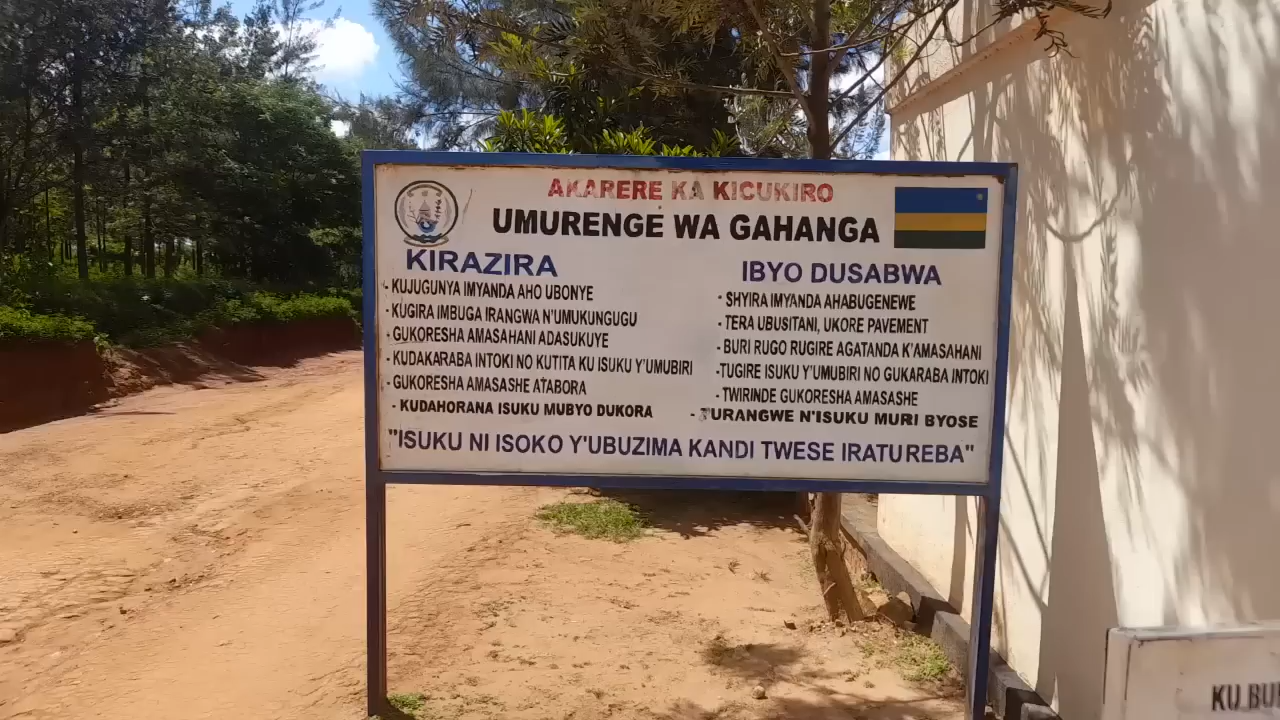 AKARERE KA KICUKIRO
UMURENGE WA GAHANGA
KIRAZIRA
- KUJUGUNYA IMYANDA AHO UBONYE
- KUGIRA IMBUGA IRANGWA N'UMUKUNGUGU
- GUKORESHA AMASAHANI ADASUKUYE
- KUDAKARABA INTOKI NO KUTITA KU ISUKU Y'UMUBIRI
- GUKORESHA AMASASHE ATABORA
- KUDAHORANA ISUKU MUBYO DUKORA
IBYO DUSABWA
- SHYIRA IMYANDA AHABUGENEWE
- TERA UBUSITANI, UKORE PAVEMENT
- BURI RUGO RUGIRE AGATANDA K'AMASAHANI
-TUGIRE ISUKU Y'UMUBIRI NO GUKARABA INTOKI
- TWIRINDE GUKORESHA AMASASHE
- TURANGWE N'ISUKU MURI BYOSE
"ISUKU NI ISOKO Y'UBUZIMA KANDI TWESE IRATUREBA"
KU